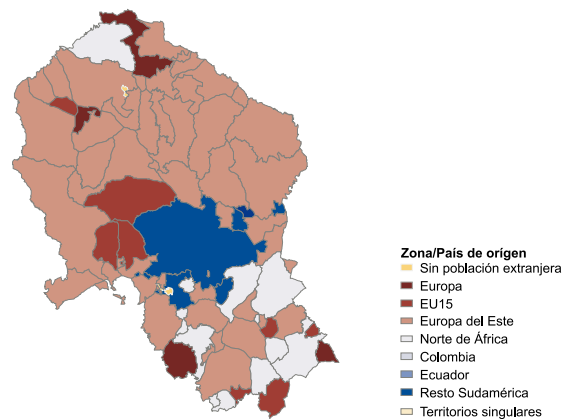 Zona/País de orígen
Sin población extranjera
Europa
EU15
Europa del Este
Norte de África
Colombia
Ecuador
Resto Sudamérica
Territorios singulares